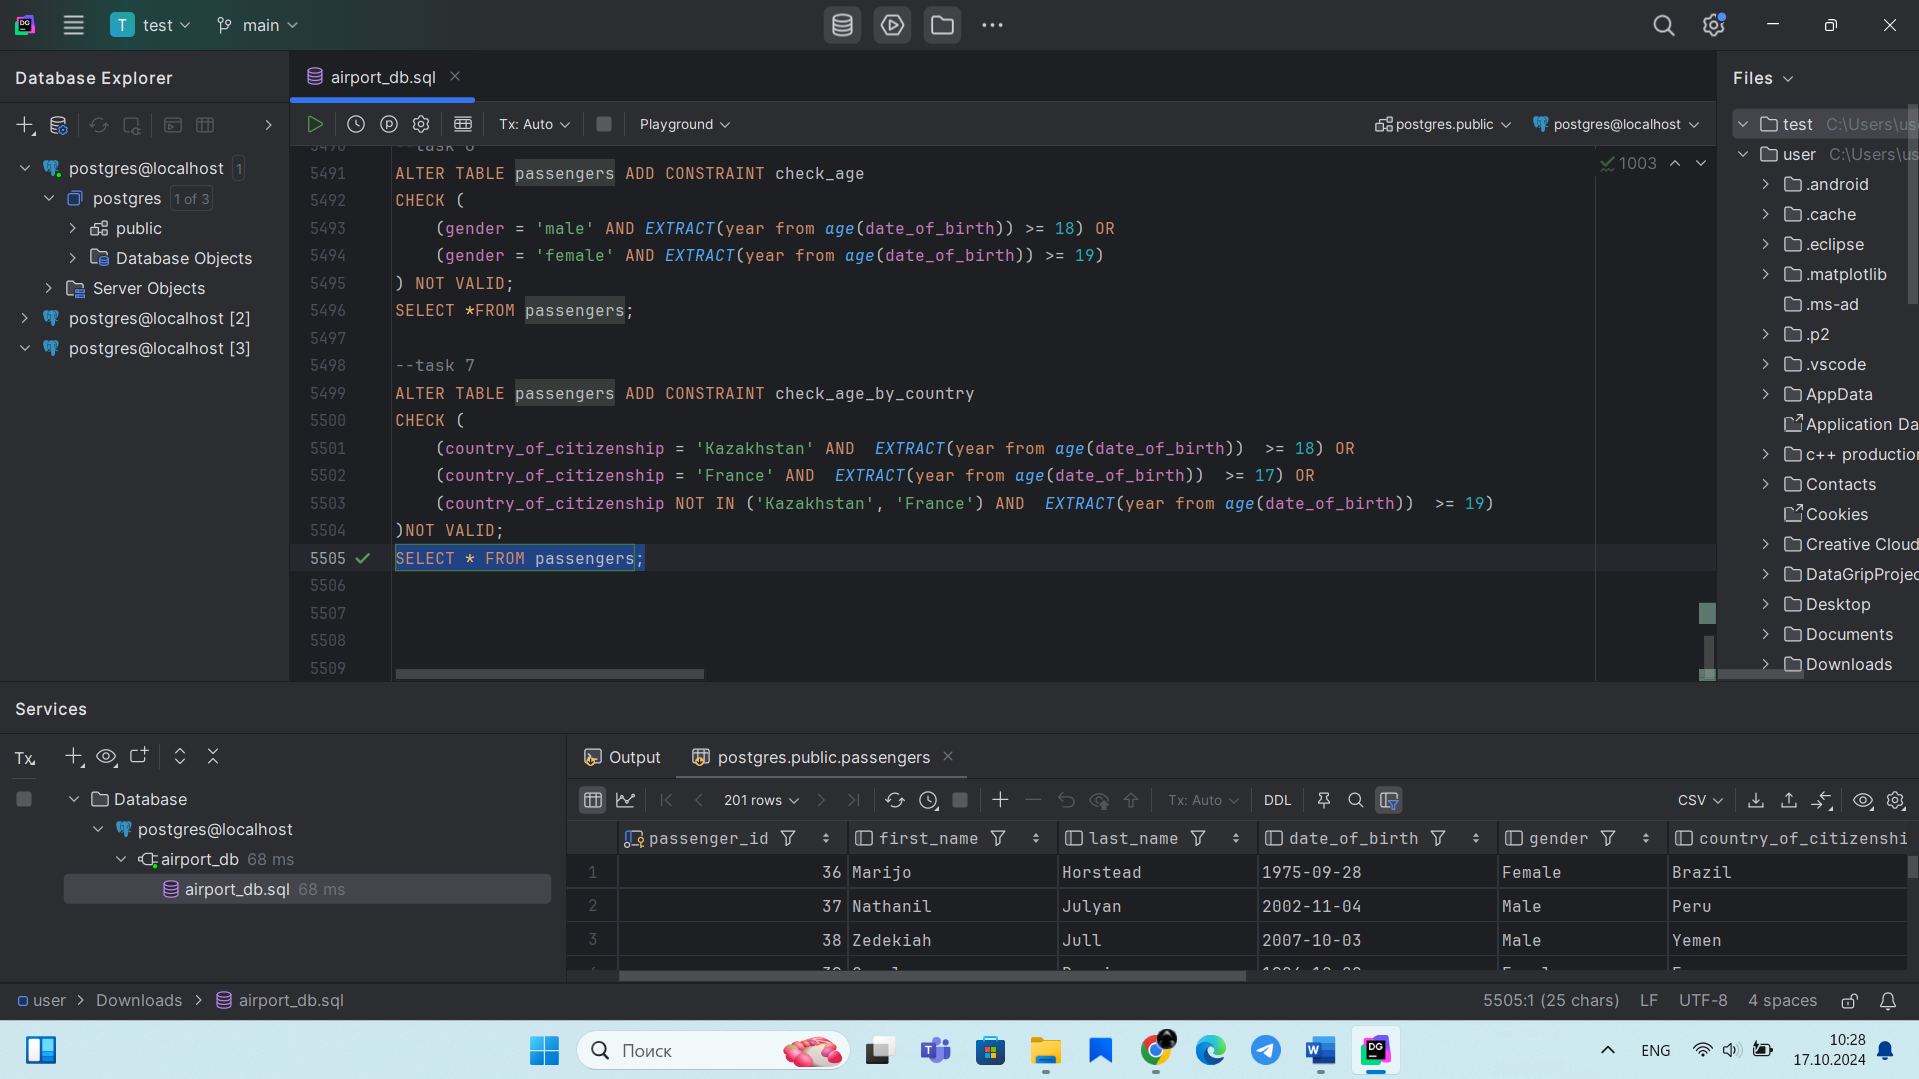 T test main
Database Explorer
airport_db.sql
Files
Tx: Auto Playground postgres.public postgres@localhost
1003
postgres@localhost 1
postgres 1 of 3
public
Database Objects
Server Objects
postgres@localhost [2]
postgres@localhost [3]
5490 --task 6
5491 ALTER TABLE passengers ADD CONSTRAINT check_age
5492 CHECK (
5493 (gender = 'male' AND EXTRACT(year from age(date_of_birth)) >= 18) OR
5494 (gender = 'female' AND EXTRACT(year from age(date_of_birth)) >= 19)
5495 ) NOT VALID;
5496 SELECT *FROM passengers;
5497
5498 --task 7
5499 ALTER TABLE passengers ADD CONSTRAINT check_age_by_country
5500 CHECK (
5501 (country_of_citizenship = 'Kazakhstan' AND  EXTRACT(year from age(date_of_birth))  >= 18) OR
5502 (country_of_citizenship = 'France' AND  EXTRACT(year from age(date_of_birth))  >= 17) OR
5503 (country_of_citizenship NOT IN ('Kazakhstan', 'France') AND  EXTRACT(year from age(date_of_birth))  >= 19)
5504 )NOT VALID;
5505 SELECT * FROM passengers;
5506
5507
5508
5509
test C:\Users\us
user C:\Users\us
.android
.cache
.eclipse
.matplotlib
.ms-ad
.p2
.vscode
AppData
Application Da
c++ production
Contacts
Cookies
Creative Cloud
DataGripProjec
Desktop
Documents
Downloads
Services
Tx
Database
postgres@localhost
airport_db 68 ms
airport_db.sql 68 ms
Output postgres.public.passengers
201 rows Tx: Auto DDL CSV
passenger_id first_name last_name date_of_birth gender country_of_citizenshi
1 36 Marijo Horstead 1975-09-28 Female Brazil
2 37 Nathanil Julyan 2002-11-04 Male Peru
3 38 Zedekiah Jull 2007-10-03 Male Yemen
user > Downloads > airport_db.sql
5505:1 (25 chars) LF UTF-8 4 spaces
Поиск
ENG
10:28
17.10.2024